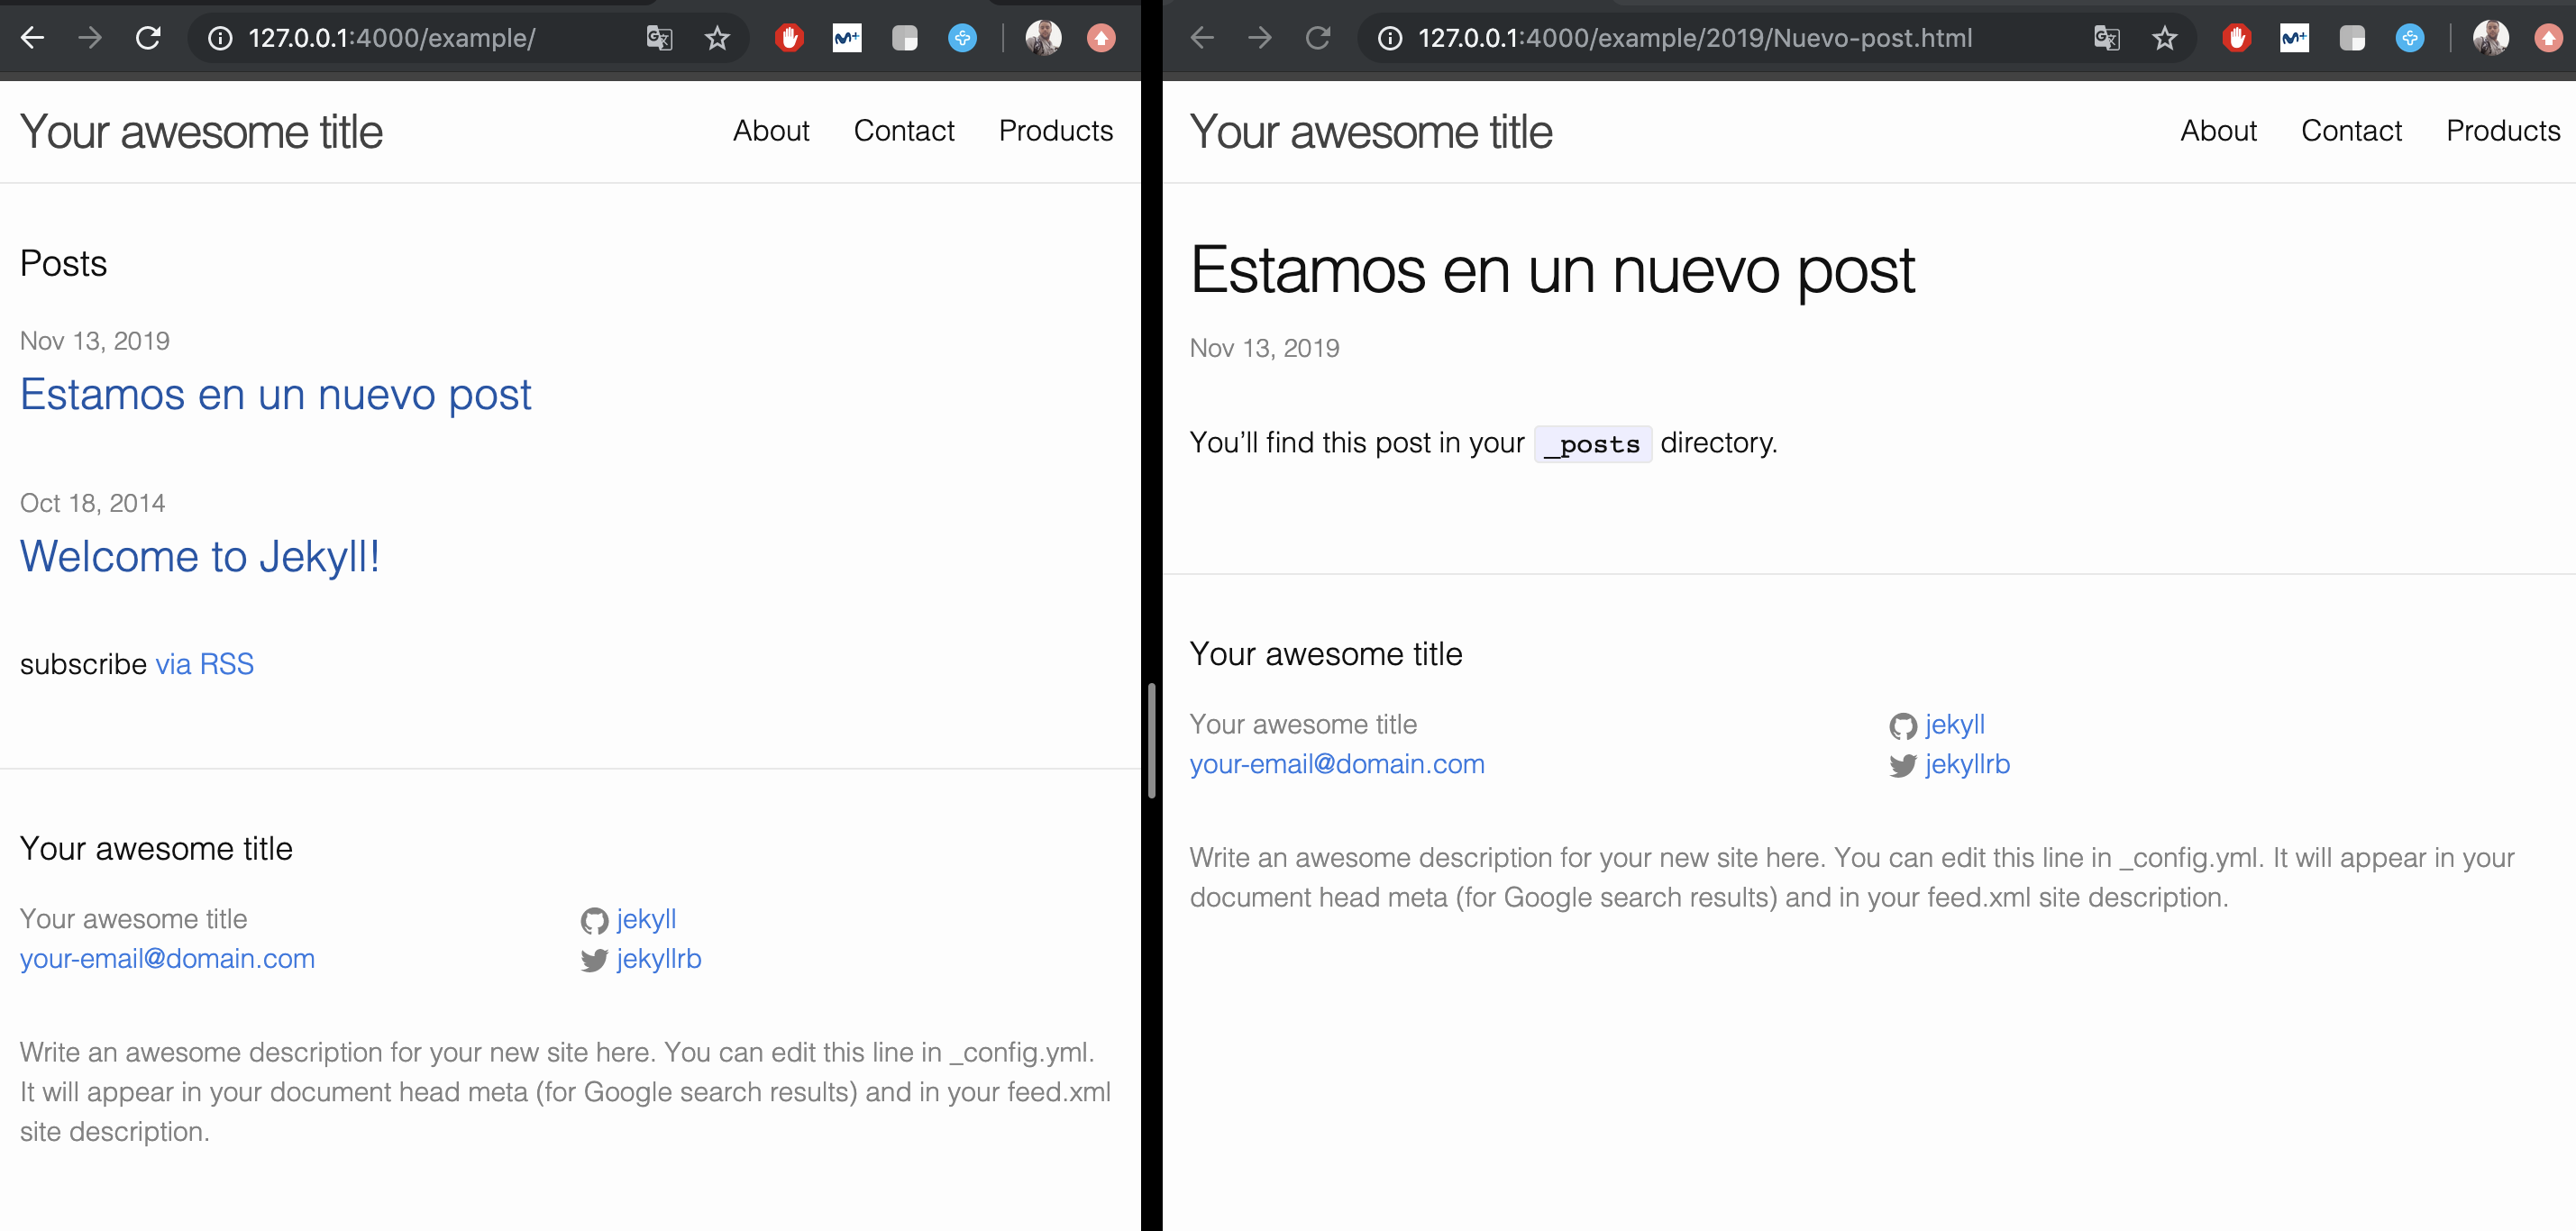 127.0.0.1:4000/example/
Your awesome title
About Contact Products
Posts
Nov 13, 2019
Estamos en un nuevo post
Oct 18, 2014
Welcome to Jekyll!
subscribe via RSS
Your awesome title
Your awesome title
your-email@domain.com
jekyll
jekyllrb
Write an awesome description for your new site here. You can edit this line in _config.yml.
It will appear in your document head meta (for Google search results) and in your feed.xml
site description.
127.0.0.1:4000/example/2019/Nuevo-post.html
Your awesome title
About Contact Products
Estamos en un nuevo post
Nov 13, 2019
You’ll find this post in your _posts directory.
Your awesome title
Your awesome title
your-email@domain.com
jekyll
jekyllrb
Write an awesome description for your new site here. You can edit this line in _config.yml. It will appear in your
document head meta (for Google search results) and in your feed.xml site description.